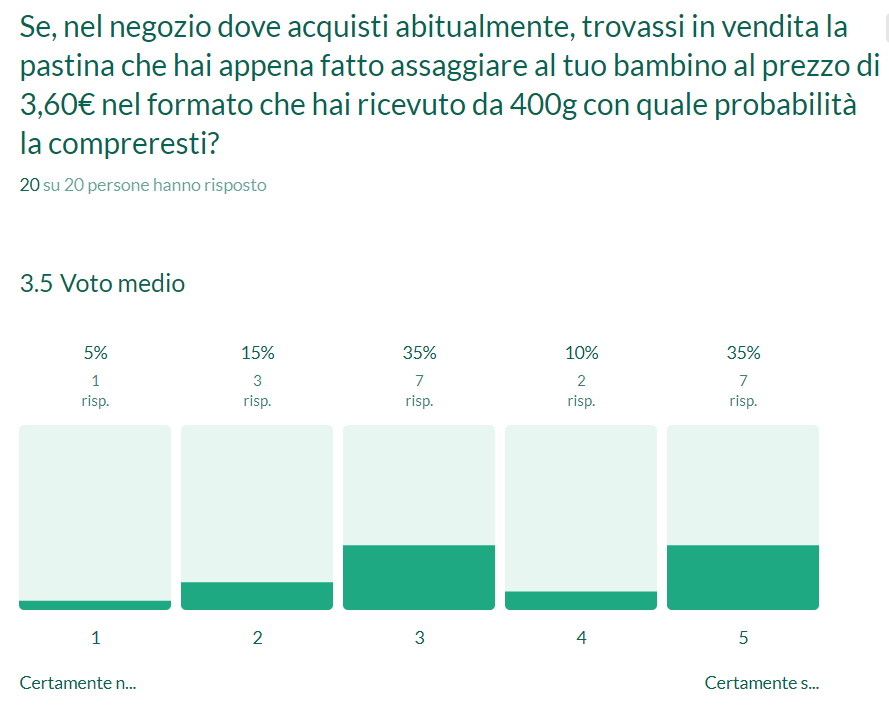 Se, nel negozio dove acquisti abitualmente, trovassi in vendita la
pastina che hai appena fatto assaggiare al tuo bambino al prezzo di
3,60€ nel formato che hai ricevuto da 400g con quale probabilità
la compreresti?
20 su 20 persone hanno risposto
3.5 Voto medio
5% 15% 35% 10% 35%
1 3 7 2 7
risp. risp. risp. risp. risp.
1 2 3 4 5
Certamente n... Certamente s...